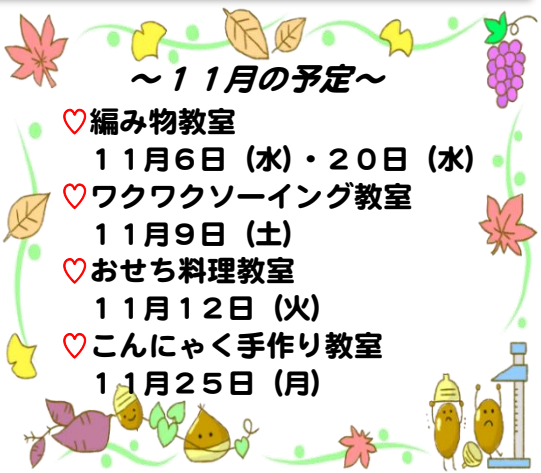 ～１１月の予定～
♡編み物教室
１１月６日（水）・２０日（水）
♡ワクワクソーイング教室
１１月９日（土）
♡おせち料理教室
１１月１２日（火）
♡こんにゃく手作り教室
１１月２５日（月）